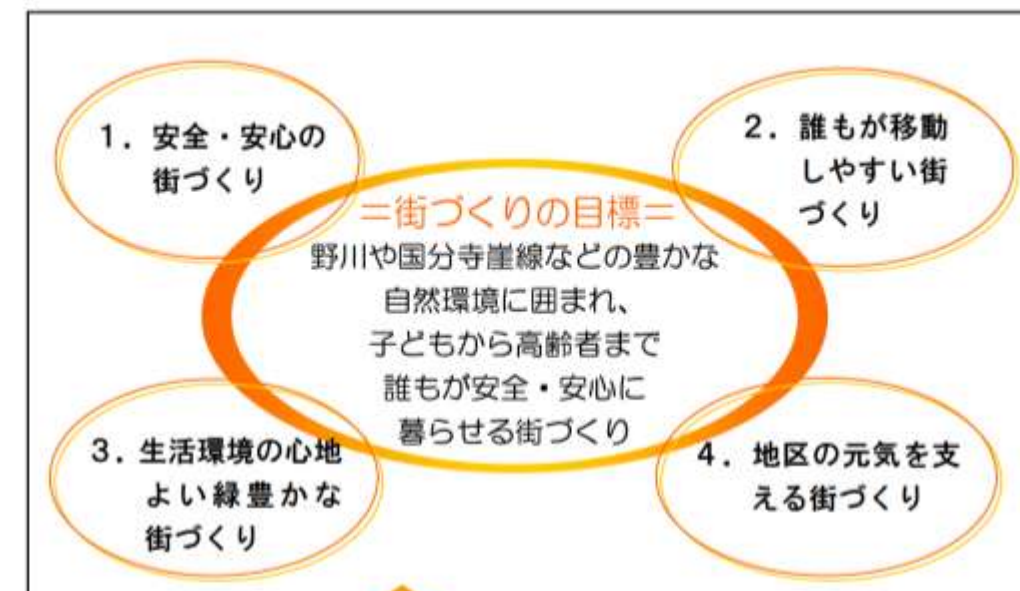 1．安全・安心の
街づくり
2．誰もが移動
しやすい街
づくり
＝街づくりの目標＝
野川や国分寺崖線などの豊かな
自然環境に囲まれ、
子どもから高齢者まで
誰もが安全・安心に
暮らせる街づくり
3．生活環境の心地
よい緑豊かな
街づくり
4．地区の元気を支
える街づくり